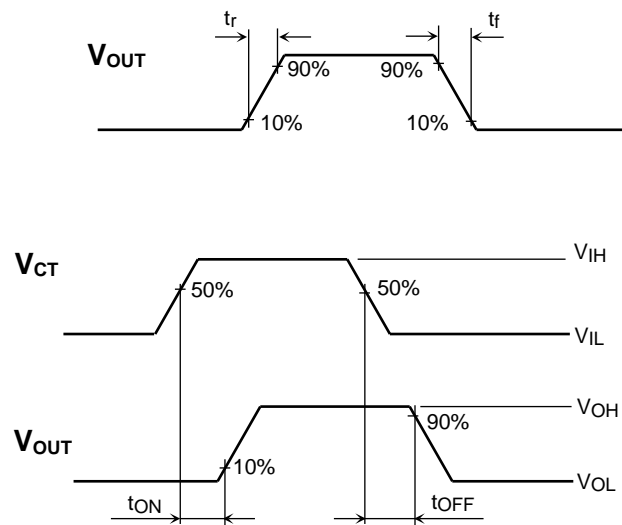 tr
tf
VOUT
90%
90%
10%
10%
VCT
VIH
50%
50%
VIL
VOUT
VOH
90%
10%
VOL
tON
tOFF